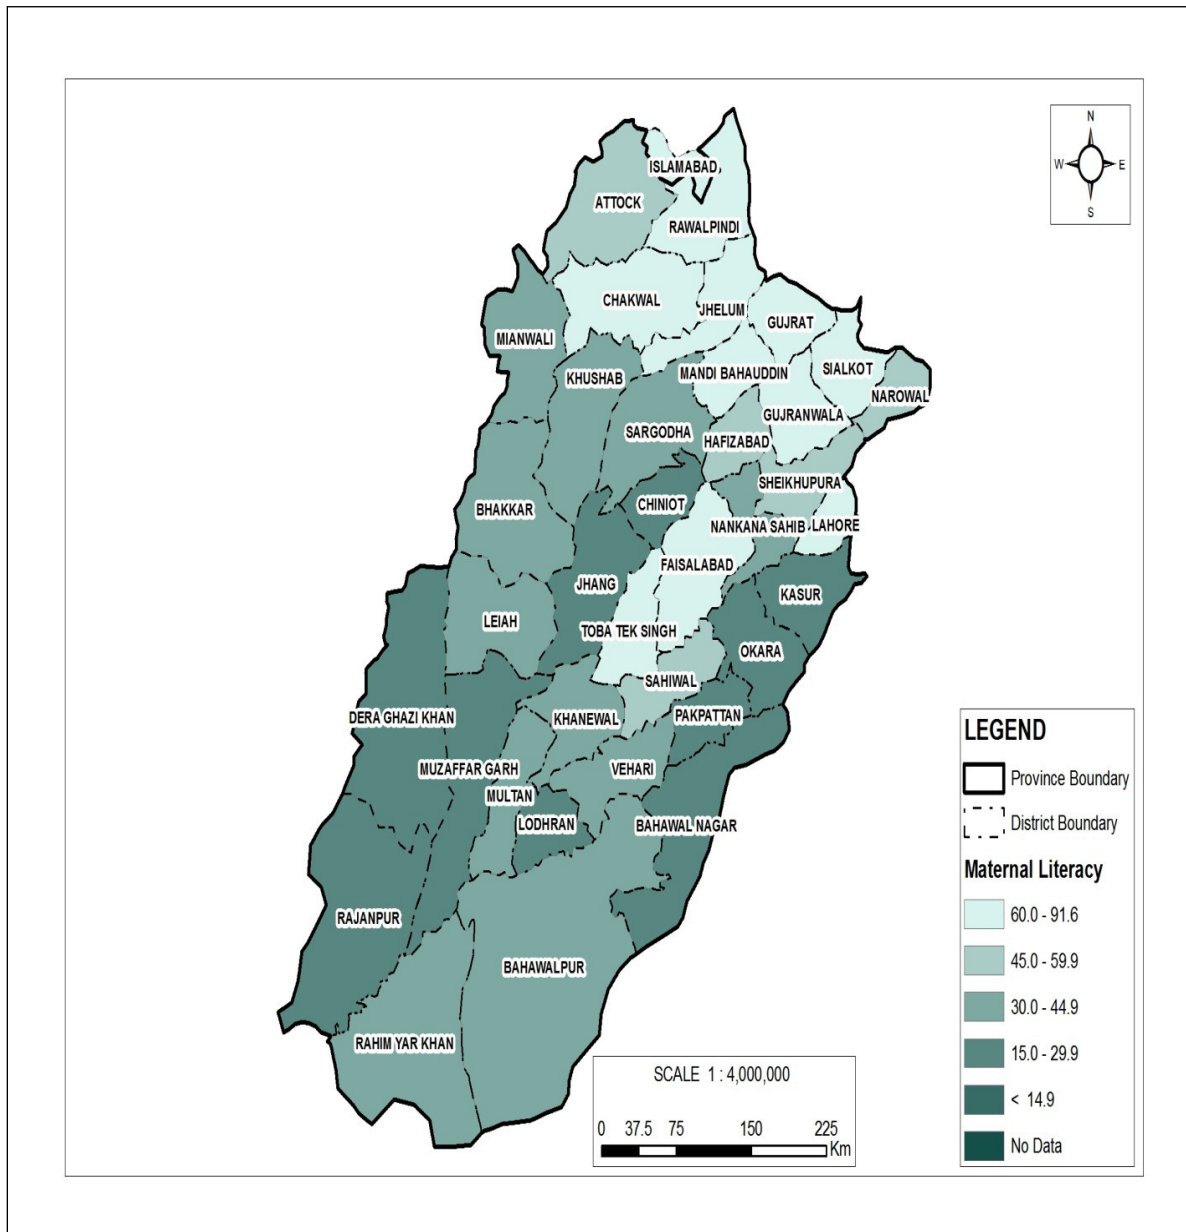 N
W E
S
ISLAMABAD
ATTOCK
RAWALPINDI
CHAKWAL
JHELUM
GUJRAT
MIANWALI
KHUSHAB
MANDI BAHAUDDIN
SIALKOT
NAROWAL
GUJRANWALA
SARGODHA
HAFIZABAD
SHEIKHUPURA
CHINIOT
BHAKKAR
NANKANA SAHIB
LAHORE
FAISALABAD
JHANG
KASUR
LEIAH
TOBA TEK SINGH
OKARA
SAHIWAL
DERA GHAZI KHAN
KHANEWAL
PAKPATTAN
MUZAFFAR GARH
VEHARI
MULTAN
LODHRAN
BAHAWAL NAGAR
RAJANPUR
BAHAWALPUR
RAHIM YAR KHAN
SCALE 1 : 4,000,000
0 37.5 75 150 225
Km
LEGEND
Province Boundary
District Boundary
Maternal Literacy
60.0 - 91.6
45.0 - 59.9
30.0 - 44.9
15.0 - 29.9
< 14.9
No Data